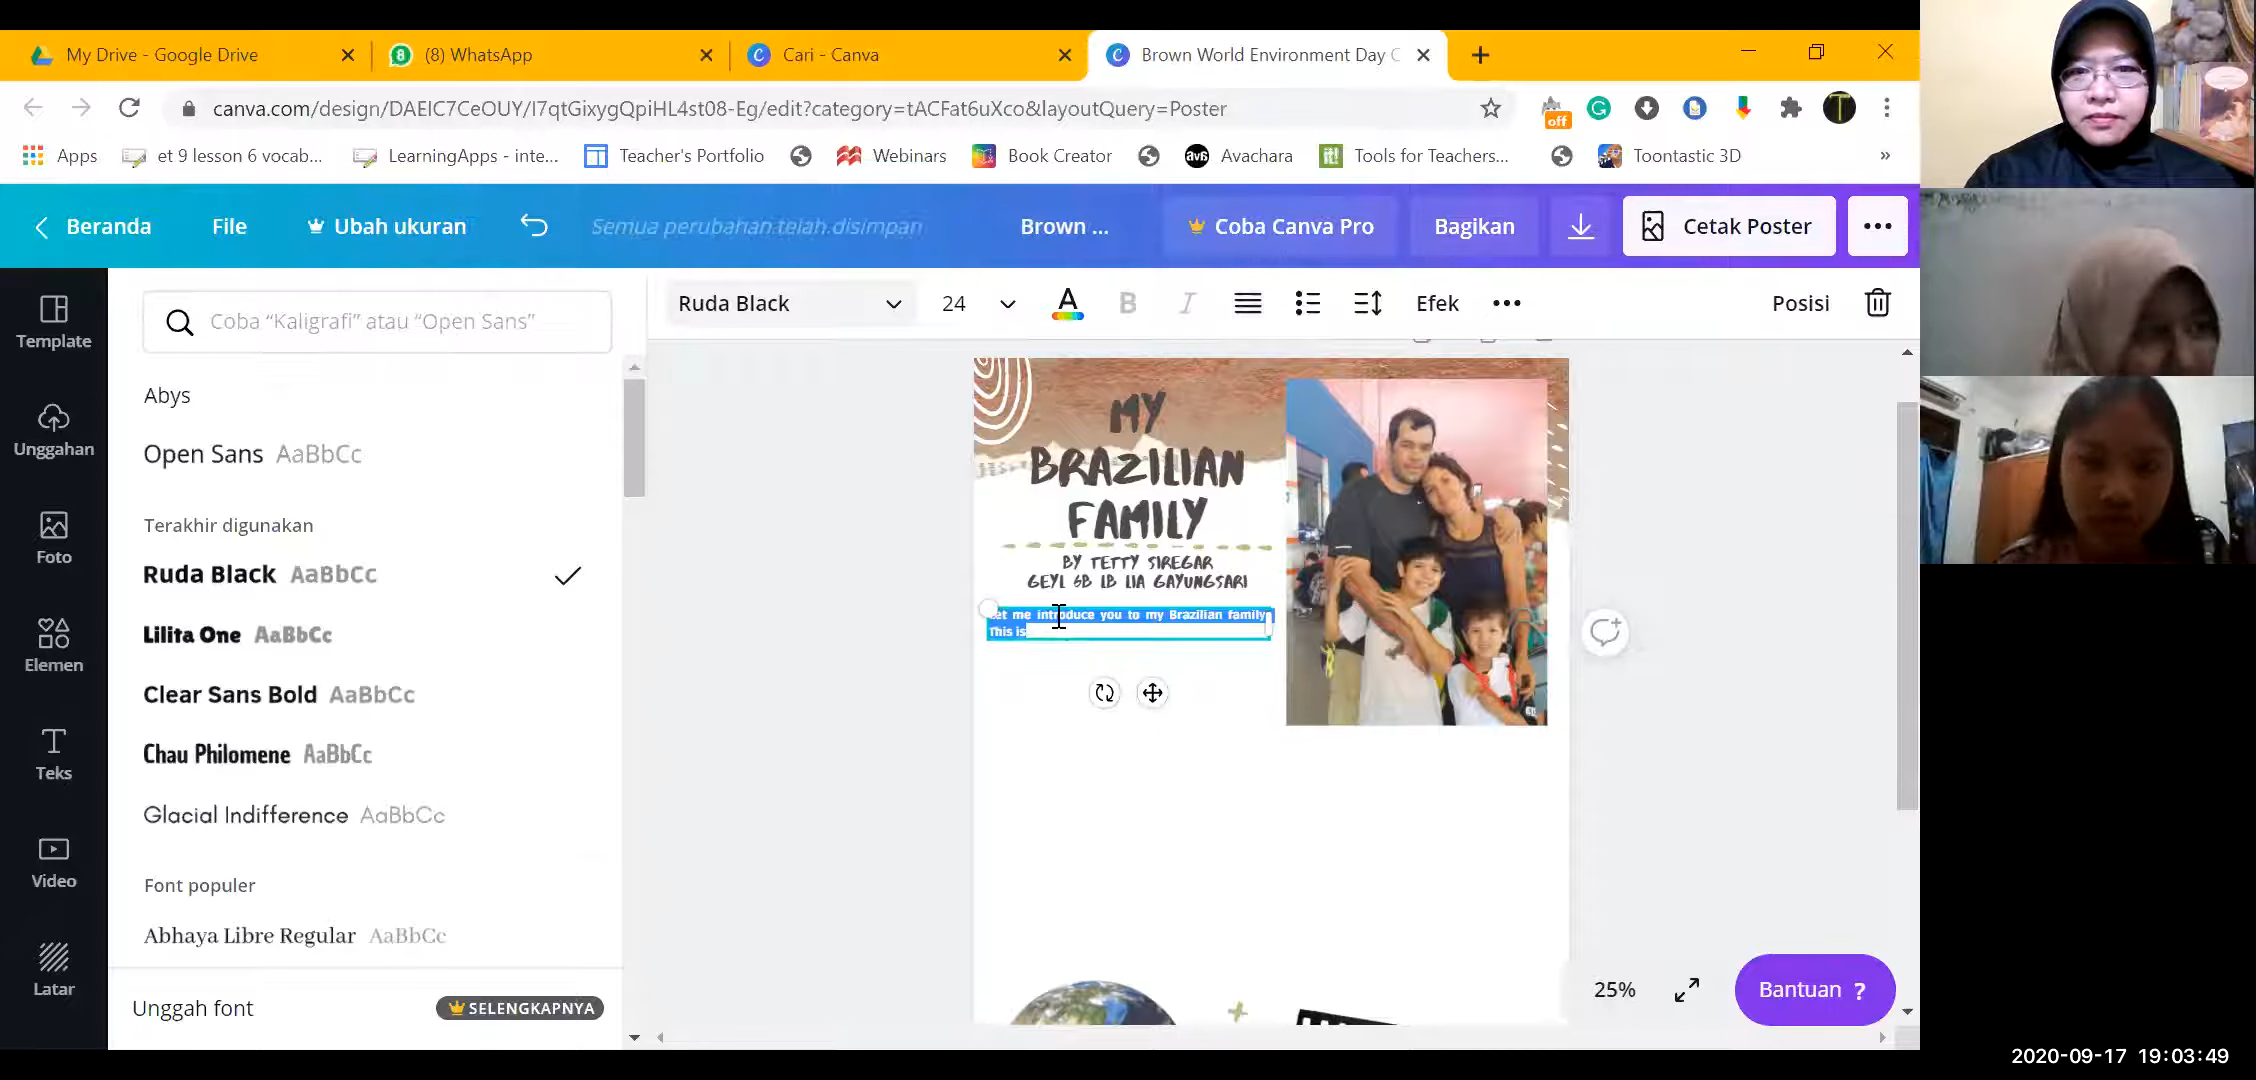 My Drive - Google Drive
(8) WhatsApp
Cari - Canva
Brown World Environment Day C
canva.com/design/DAEIC7CeOUY/I7qtGixygQpiHL4st08-Eg/edit?category=tACFat6uXco&layoutQuery=Poster
off
Apps
et 9 lesson 6 vocab...
LearningApps - inte...
Teacher's Portfolio
Webinars
Book Creator
Avachara
Tools for Teachers...
Toontastic 3D
Beranda
File
Ubah ukuran
Semua perubahan telah disimpan
Brown ...
Coba Canva Pro
Bagikan
Cetak Poster
Template
Unggahan
Foto
Elemen
Teks
Video
Latar
Coba “Kaligrafi” atau “Open Sans”
Abys
Open Sans AaBbCc
Terakhir digunakan
Ruda Black AaBbCc
Lilita One AaBbCc
Clear Sans Bold AaBbCc
Chau Philomene AaBbCc
Glacial Indifference AaBbCc
Font populer
Abhaya Libre Regular AaBbCc
Unggah font
SELENGKAPNYA
Ruda Black
24
A
B
I
Efek
Posisi
MY
BRAZILIAN
FAMILY
BY TETTY SIREGAR
GEYL 6B LB LIA GAYUNGSARI
Let me introduce you to my Brazilian family.
This is
25%
Bantuan ?
2020-09-17 19:03:49